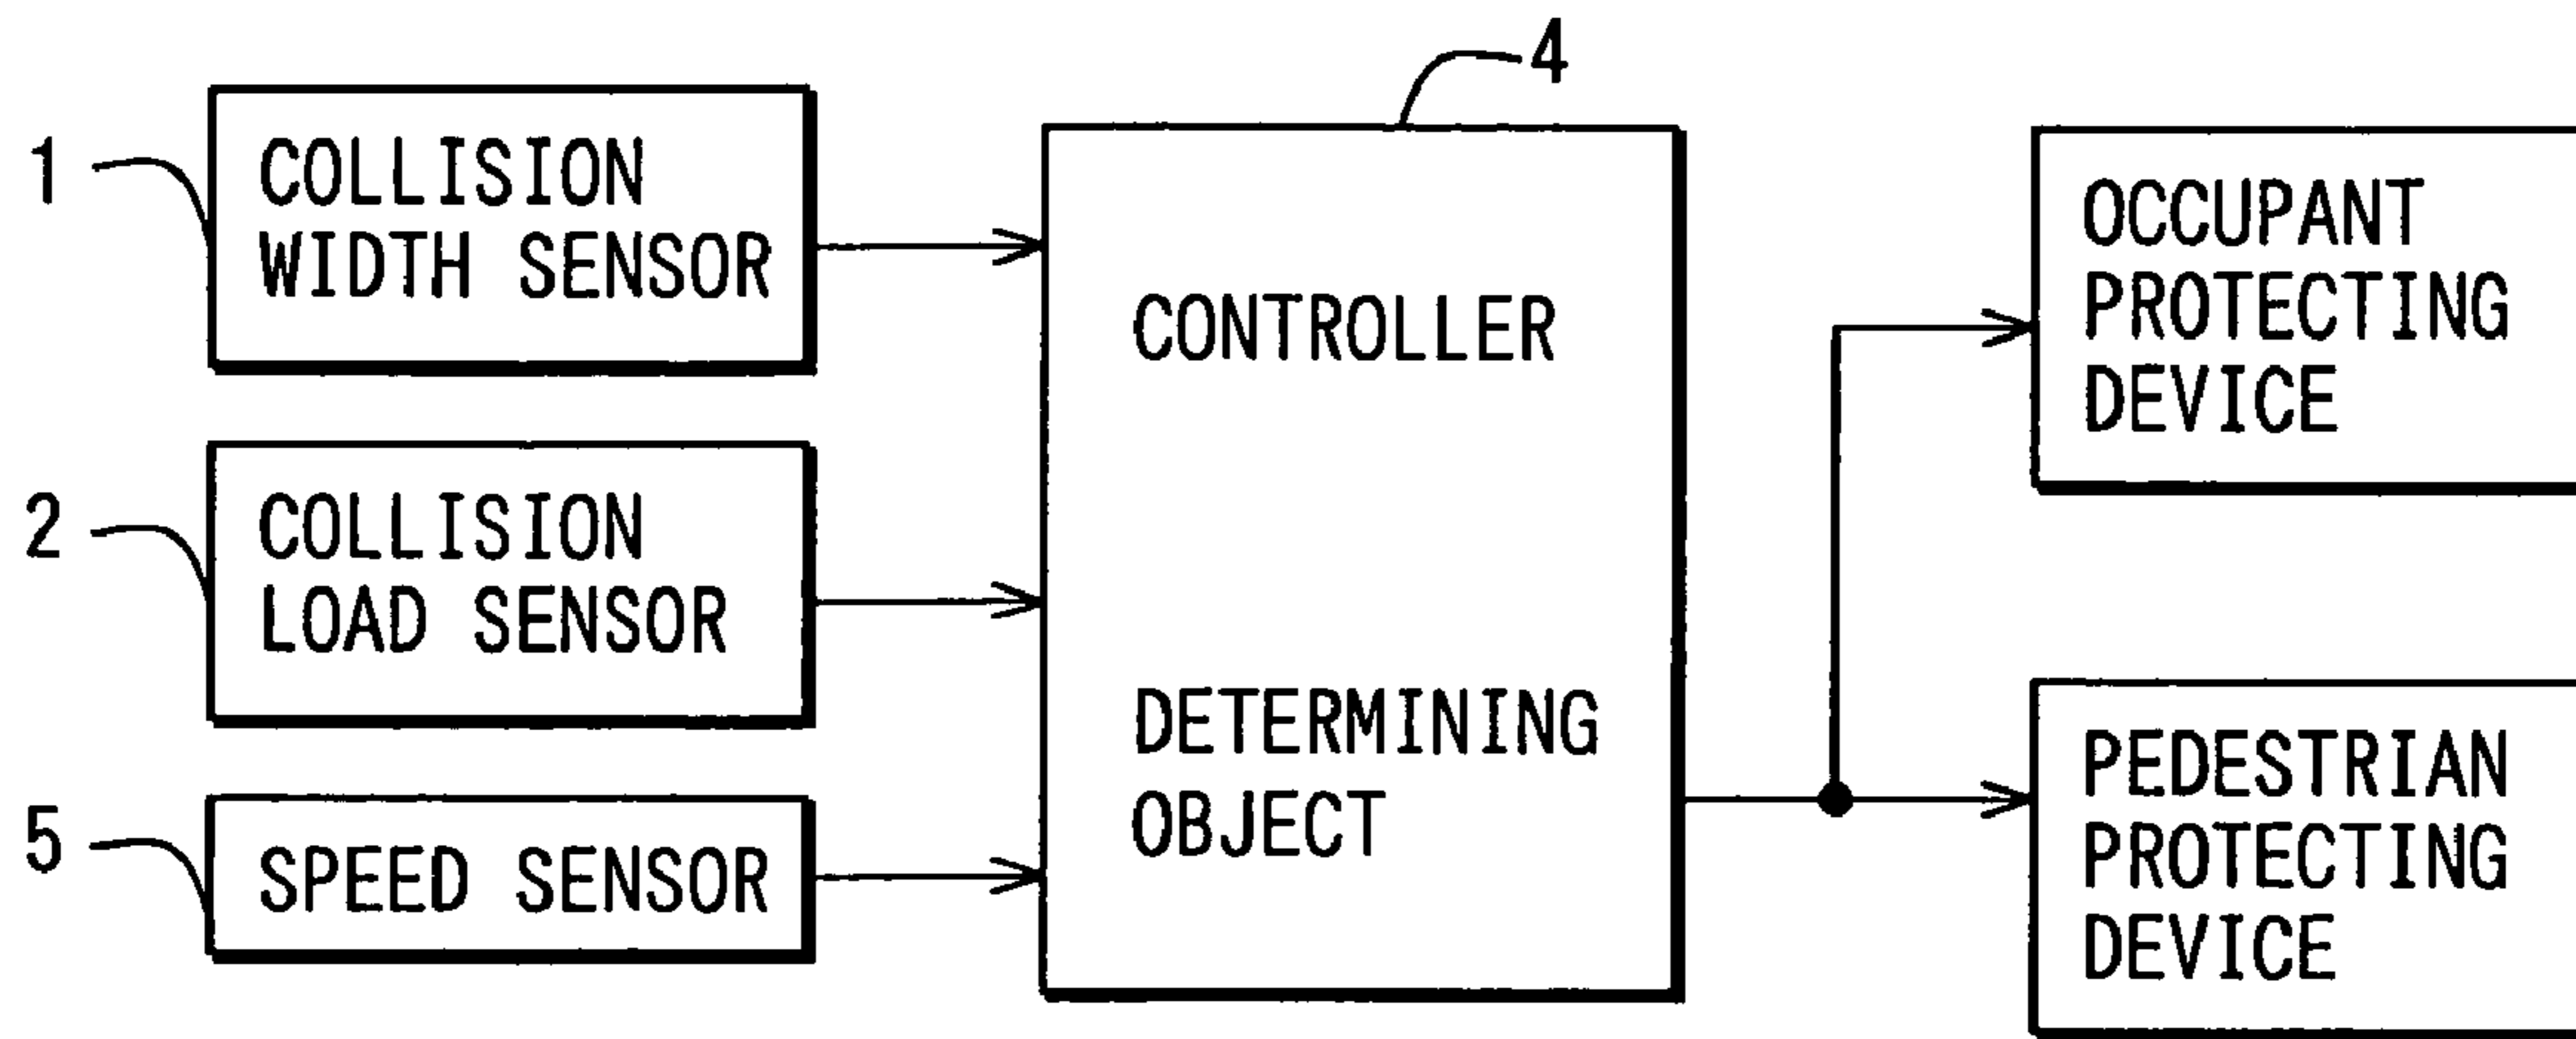 4
1
COLLISION
WIDTH SENSOR
2
COLLISION
LOAD SENSOR
5
SPEED SENSOR
CONTROLLER
DETERMINING
OBJECT
OCCUPANT
PROTECTING
DEVICE
PEDESTRIAN
PROTECTING
DEVICE